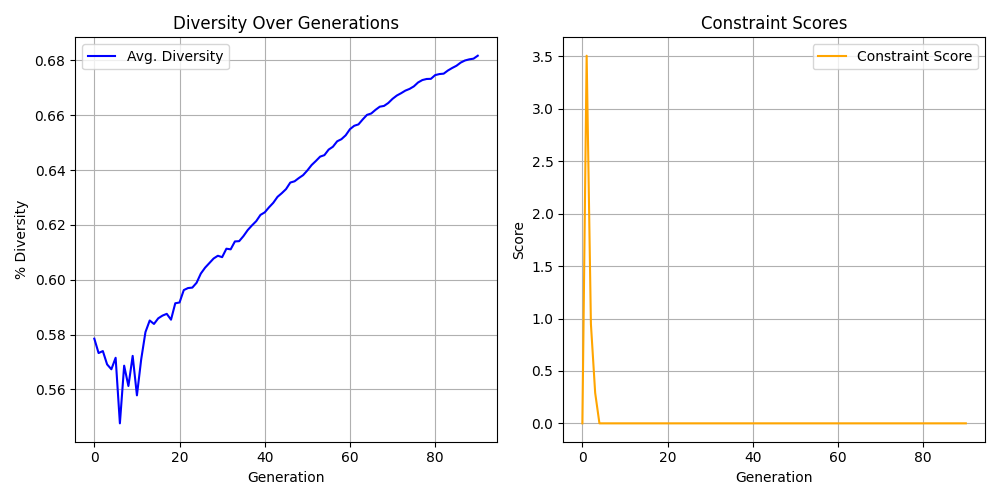 Diversity Over Generations
Avg. Diversity
% Diversity
0.68
0.66
0.64
0.62
0.60
0.58
0.56
0 20 40 60 80
Generation
Constraint Scores
Constraint Score
Score
3.5
3.0
2.5
2.0
1.5
1.0
0.5
0.0
0 20 40 60 80
Generation